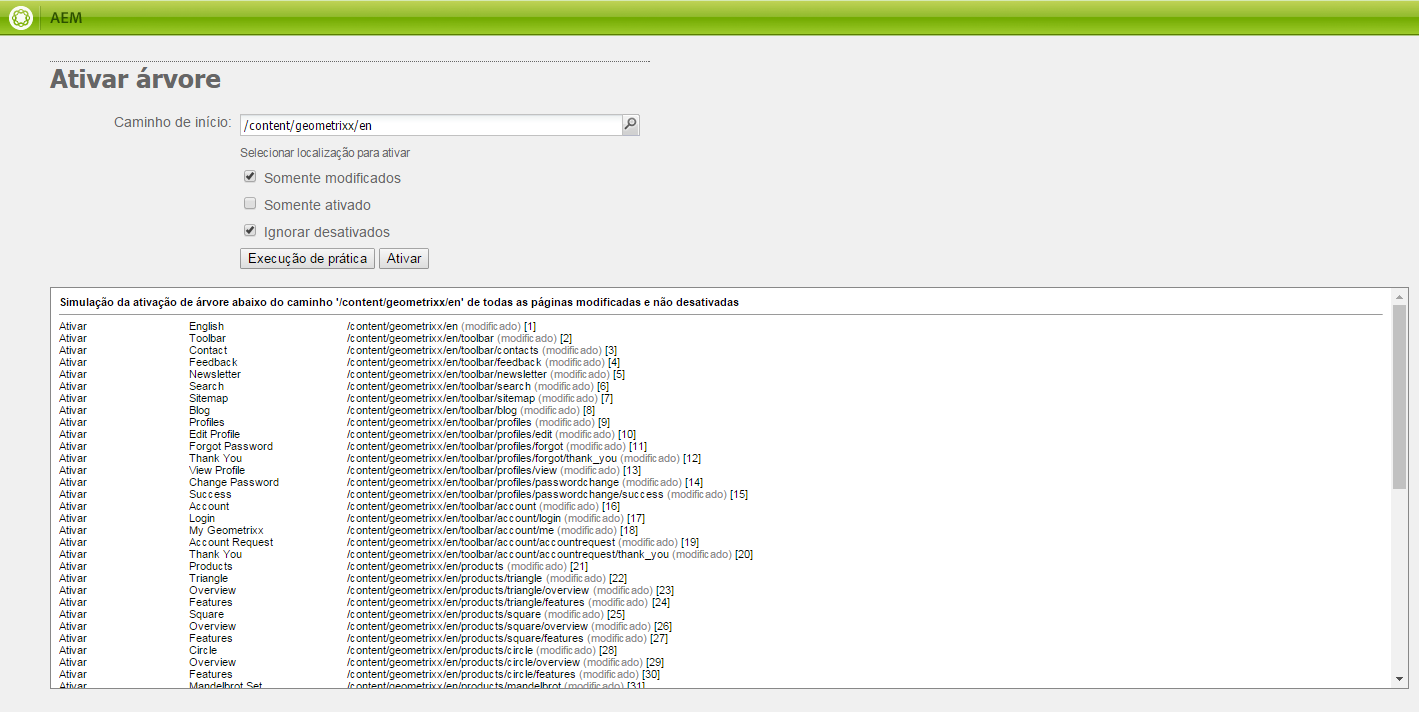 AEM
Ativar árvore
Caminho de início: /content/geometrixx/en
Selecionar localização para ativar
Somente modificados
Somente ativado
Ignorar desativados
Execução de prática Ativar
Simulação da ativação de árvore abaixo do caminho '/content/geometrixx/en' de todas as páginas modificadas e não desativadas
Ativar English /content/geometrixx/en (modificado) [1]
Ativar Toolbar /content/geometrixx/en/toolbar (modificado) [2]
Ativar Contact /content/geometrixx/en/toolbar/contacts (modificado) [3]
Ativar Feedback /content/geometrixx/en/toolbar/feedback (modificado) [4]
Ativar Newsletter /content/geometrixx/en/toolbar/newsletter (modificado) [5]
Ativar Search /content/geometrixx/en/toolbar/search (modificado) [6]
Ativar Sitemap /content/geometrixx/en/toolbar/sitemap (modificado) [7]
Ativar Blog /content/geometrixx/en/toolbar/blog (modificado) [8]
Ativar Profiles /content/geometrixx/en/toolbar/profiles (modificado) [9]
Ativar Edit Profile /content/geometrixx/en/toolbar/profiles/edit (modificado) [10]
Ativar Forgot Password /content/geometrixx/en/toolbar/profiles/forgot (modificado) [11]
Ativar Thank You /content/geometrixx/en/toolbar/profiles/forgot/thank_you (modificado) [12]
Ativar View Profile /content/geometrixx/en/toolbar/profiles/view (modificado) [13]
Ativar Change Password /content/geometrixx/en/toolbar/profiles/passwordchange (modificado) [14]
Ativar Success /content/geometrixx/en/toolbar/profiles/passwordchange/success (modificado) [15]
Ativar Account /content/geometrixx/en/toolbar/account (modificado) [16]
Ativar Login /content/geometrixx/en/toolbar/account/login (modificado) [17]
Ativar My Geometrixx /content/geometrixx/en/toolbar/account/me (modificado) [18]
Ativar Account Request /content/geometrixx/en/toolbar/account/accountrequest (modificado) [19]
Ativar Thank You /content/geometrixx/en/toolbar/account/accountrequest/thank_you (modificado) [20]
Ativar Products /content/geometrixx/en/products (modificado) [21]
Ativar Triangle /content/geometrixx/en/products/triangle (modificado) [22]
Ativar Overview /content/geometrixx/en/products/triangle/overview (modificado) [23]
Ativar Features /content/geometrixx/en/products/triangle/features (modificado) [24]
Ativar Square /content/geometrixx/en/products/square (modificado) [25]
Ativar Overview /content/geometrixx/en/products/square/overview (modificado) [26]
Ativar Features /content/geometrixx/en/products/square/features (modificado) [27]
Ativar Circle /content/geometrixx/en/products/circle (modificado) [28]
Ativar Overview /content/geometrixx/en/products/circle/overview (modificado) [29]
Ativar Features /content/geometrixx/en/products/circle/features (modificado) [30]
Ativar Mandelbrot Set /content/geometrixx/en/products/mandelbrot (modificado) [31]